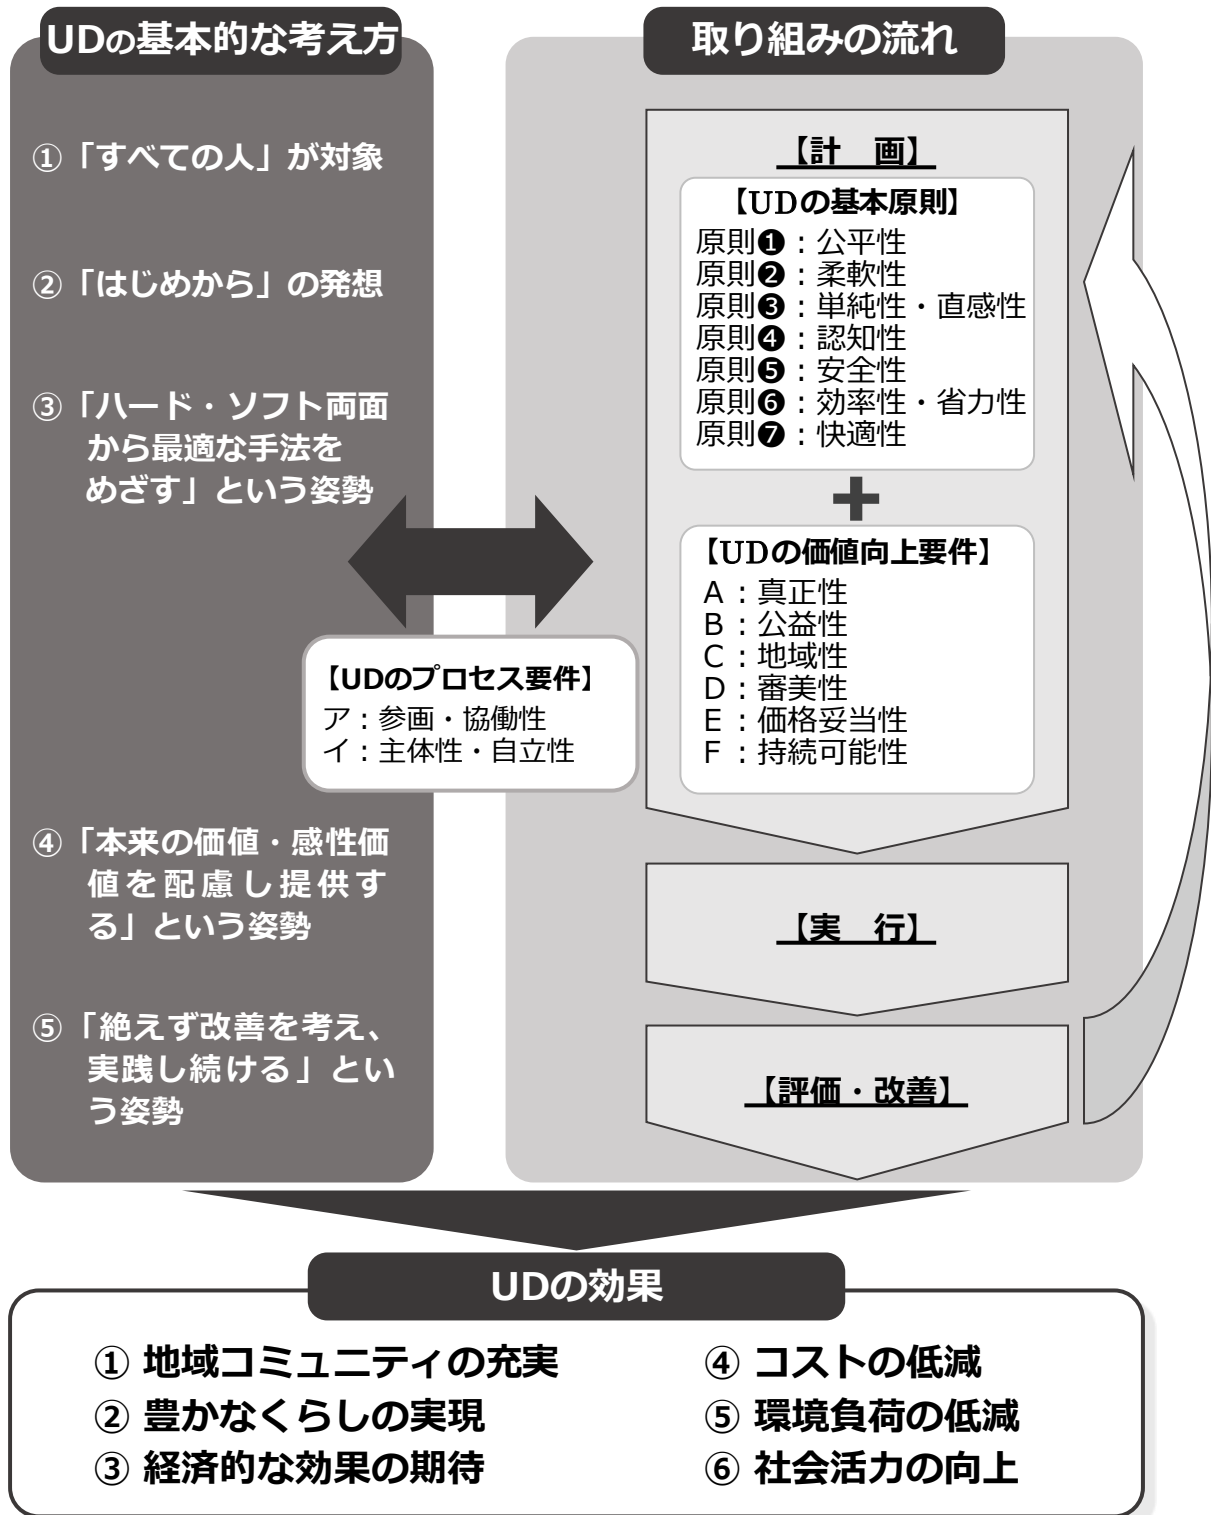 UDの基本的な考え方
①「すべての人」が対象
②「はじめから」の発想
③「ハード・ソフト両面
から最適な手法を
めざす」という姿勢
④「本来の価値・感性価
値を配慮し提供す
る」という姿勢
⑤「絶えず改善を考え、
実践し続ける」とい
う姿勢
【UDのプロセス要件】
ア：参画・協働性
イ：主体性・自立性
取り組みの流れ
【計　画】
【UDの基本原則】
原則❶：公平性
原則❷：柔軟性
原則❸：単純性・直感性
原則❹：認知性
原則❺：安全性
原則❻：効率性・省力性
原則❼：快適性
+
【UDの価値向上要件】
Ａ：真正性
Ｂ：公益性
Ｃ：地域性
Ｄ：審美性
Ｅ：価格妥当性
Ｆ：持続可能性
【実　行】
【評価・改善】
UDの効果
① 地域コミュニティの充実
② 豊かなくらしの実現
③ 経済的な効果の期待
④ コストの低減
⑤ 環境負荷の低減
⑥ 社会活力の向上